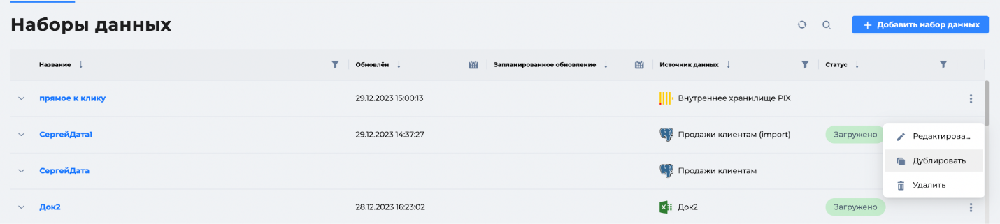 Наборы данных
Добавить набор данных
Название Обновлён Запланированное обновление Источник данных Статус
прямое к клику 29.12.2023 15:00:13 Внутреннее хранилище PIX
СергейДата1 29.12.2023 14:37:27 Продажи клиентам (import) Загружено
Редактирова...
Дублировать
СергейДата Продажи клиентам
Удалить
Док2 28.12.2023 16:23:02 Док2 Загружено